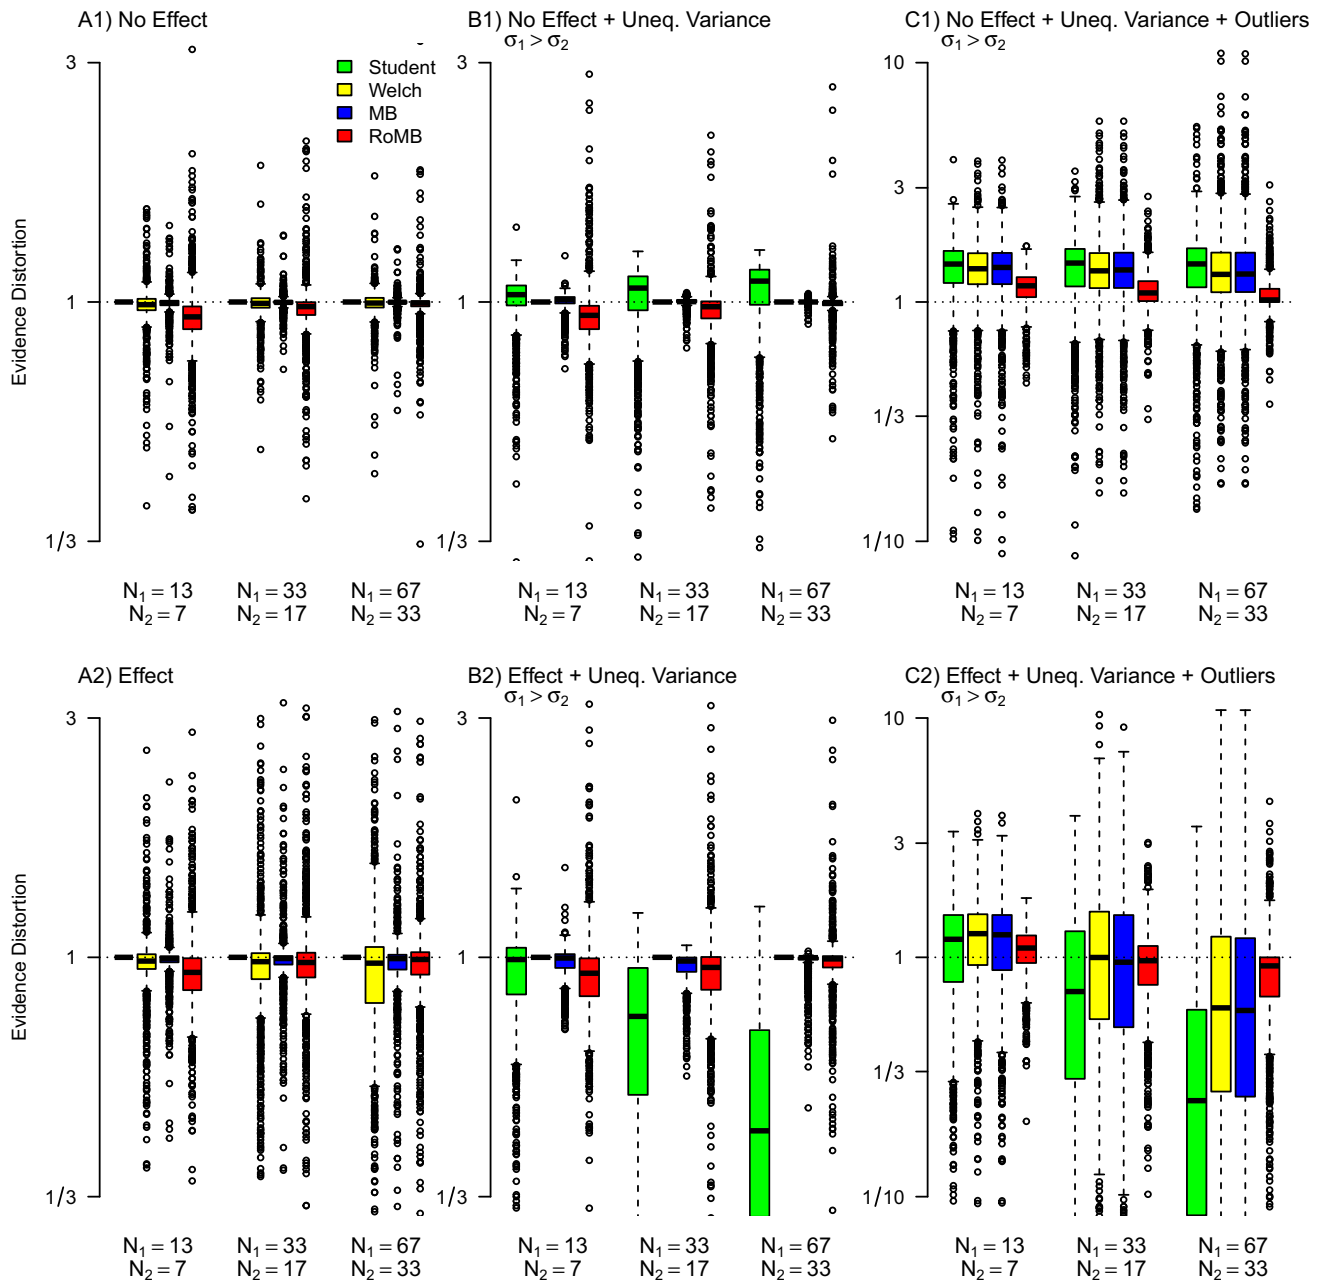 A1) No Effect
B1) No Effect + Uneq. Variance
C1) No Effect + Uneq. Variance + Outliers
σ1 > σ2
σ1 > σ2
Student
Welch
MB
RoMB
Evidence Distortion
3
1
1/3
3
1
1/3
10
3
1
1/3
1/10
N1 = 13
N2 = 7
N1 = 33
N2 = 17
N1 = 67
N2 = 33
N1 = 13
N2 = 7
N1 = 33
N2 = 17
N1 = 67
N2 = 33
N1 = 13
N2 = 7
N1 = 33
N2 = 17
N1 = 67
N2 = 33
A2) Effect
B2) Effect + Uneq. Variance
C2) Effect + Uneq. Variance + Outliers
σ1 > σ2
σ1 > σ2
Evidence Distortion
3
1
1/3
3
1
1/3
10
3
1
1/3
1/10
N1 = 13
N2 = 7
N1 = 33
N2 = 17
N1 = 67
N2 = 33
N1 = 13
N2 = 7
N1 = 33
N2 = 17
N1 = 67
N2 = 33
N1 = 13
N2 = 7
N1 = 33
N2 = 17
N1 = 67
N2 = 33